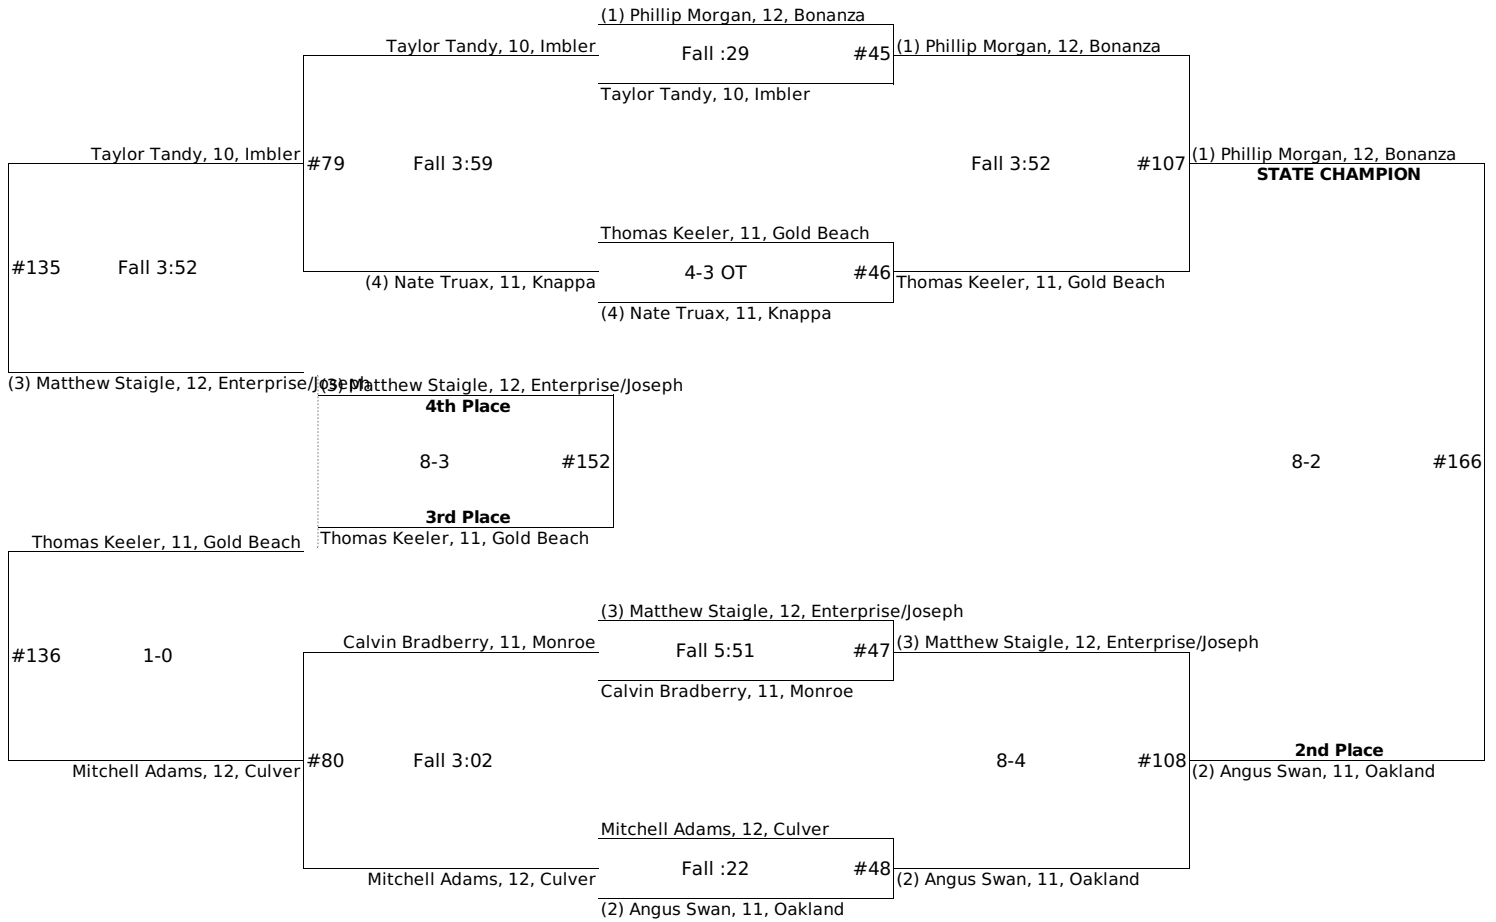 (1) Phillip Morgan, 12, Bonanza
Taylor Tandy, 10, Imbler
Fall :29
#45
(1) Phillip Morgan, 12, Bonanza
Taylor Tandy, 10, Imbler
Taylor Tandy, 10, Imbler
#79
Fall 3:59
Fall 3:52
#107
(1) Phillip Morgan, 12, Bonanza
STATE CHAMPION
Thomas Keeler, 11, Gold Beach
#135
Fall 3:52
4-3 OT
#46
(4) Nate Truax, 11, Knappa
Thomas Keeler, 11, Gold Beach
(4) Nate Truax, 11, Knappa
(3) Matthew Staigle, 12, Enterprise/Joseph
(3) Matthew Staigle, 12, Enterprise/Joseph
4th Place
8-3
#152
8-2
#166
3rd Place
Thomas Keeler, 11, Gold Beach
Thomas Keeler, 11, Gold Beach
(3) Matthew Staigle, 12, Enterprise/Joseph
Calvin Bradberry, 11, Monroe
Fall 5:51
#47
(3) Matthew Staigle, 12, Enterprise/Joseph
#136
1-0
Calvin Bradberry, 11, Monroe
2nd Place
#80
Fall 3:02
8-4
#108
Mitchell Adams, 12, Culver
(2) Angus Swan, 11, Oakland
Mitchell Adams, 12, Culver
Fall :22
#48
Mitchell Adams, 12, Culver
(2) Angus Swan, 11, Oakland
(2) Angus Swan, 11, Oakland